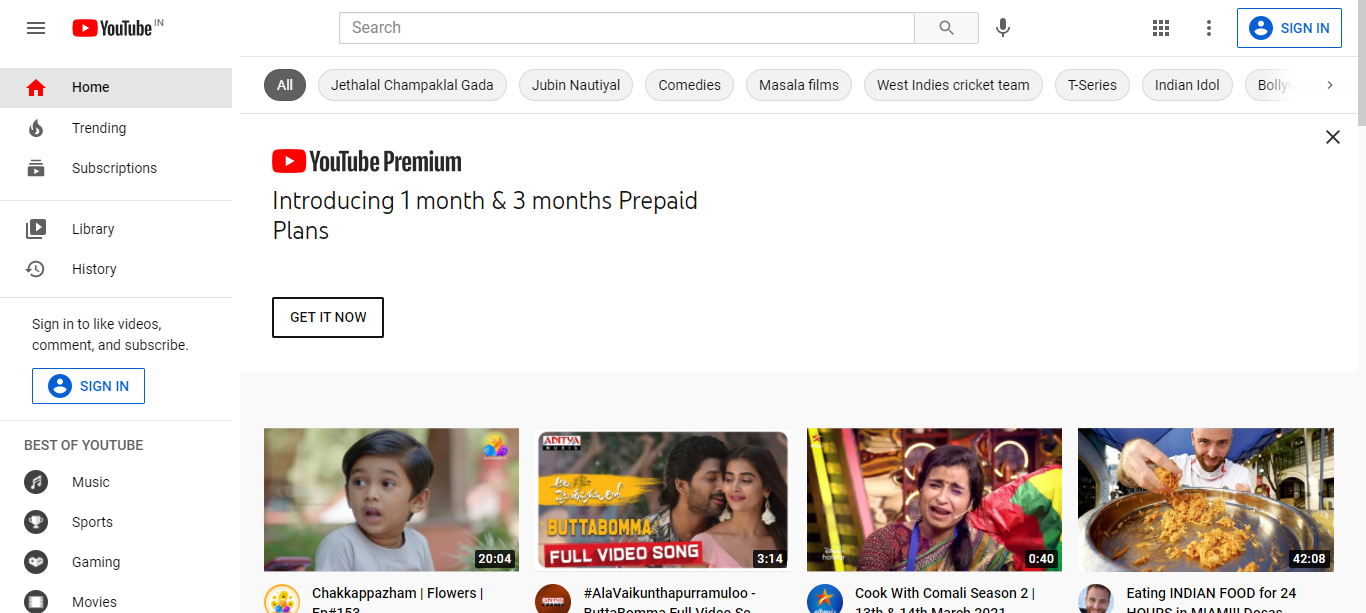 YouTube IN
Search
SIGN IN
Home
Trending
Subscriptions
Library
History
Sign in to like videos,
comment, and subscribe.
SIGN IN
BEST OF YOUTUBE
Music
Sports
Gaming
Movies
All
Jethalal Champaklal Gada
Jubin Nautiyal
Comedies
Masala films
West Indies cricket team
T-Series
Indian Idol
Bolly
YouTube Premium
Introducing 1 month & 3 months Prepaid
Plans
GET IT NOW
20:04
Chakkappazham | Flowers |
Ep#153
ADITYA
MUSIC
BUTTABOMMA
FULL VIDEO SONG
3:14
#AlaVaikunthapurramuloo -
ButtaBomma Full Video So
0:40
Cook With Comali Season 2 |
13th & 14th March 2021
42:08
Eating INDIAN FOOD for 24
HOURS in MIAMI!! Dosas